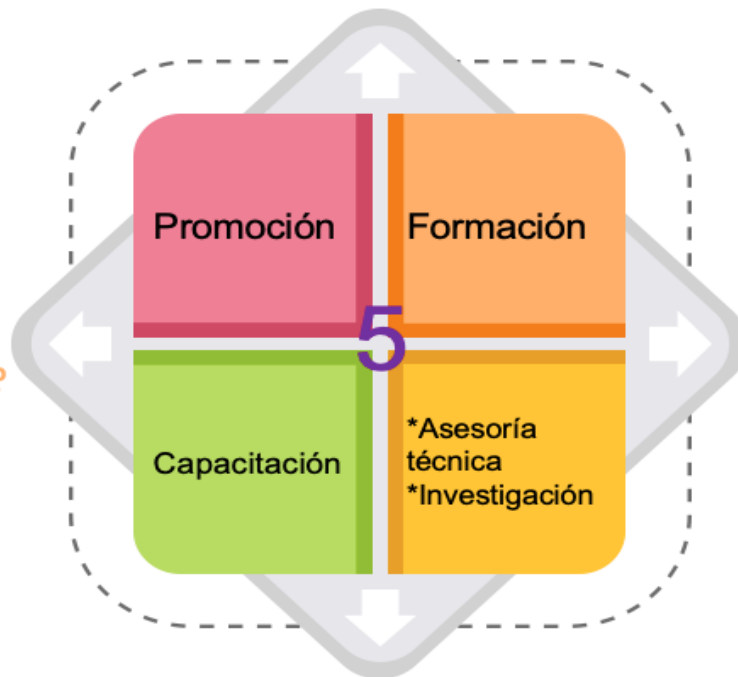 Promoción
Formación
5
Capacitación
*Asesoría
técnica
*Investigación